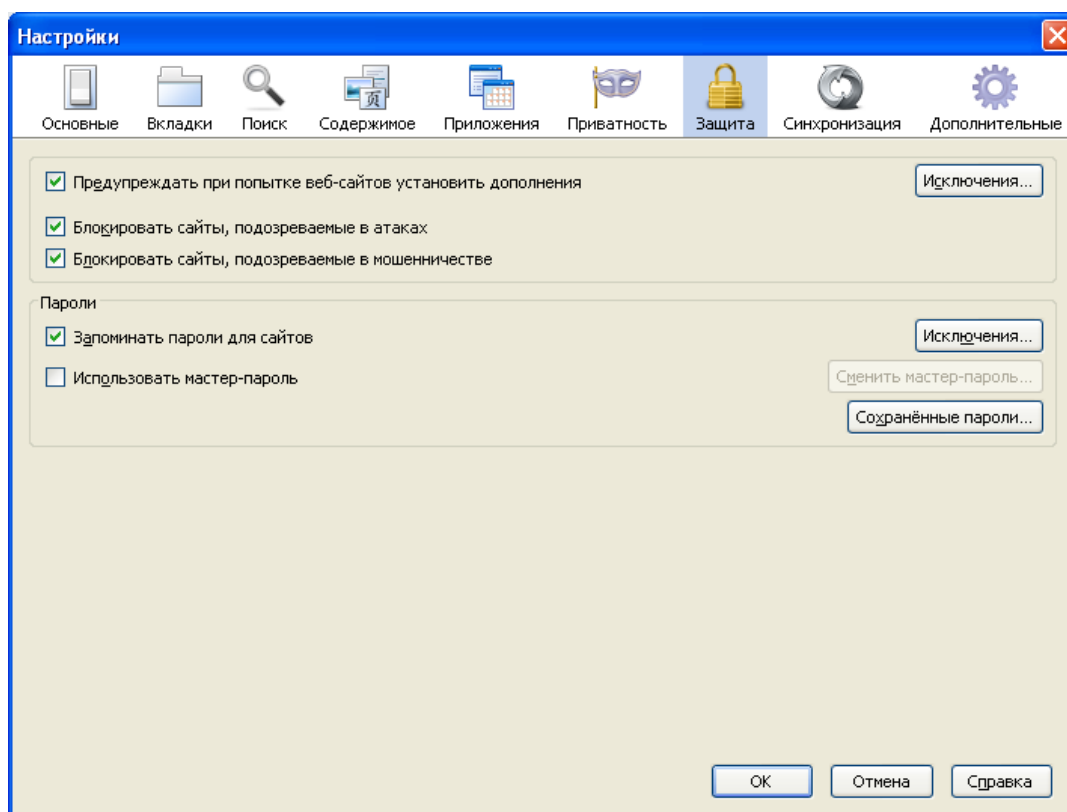 Настройки
Основные Вкладки Поиск Содержимое Приложения Приватность Защита Синхронизация Дополнительные
页
Предупреждать при попытке веб-сайтов установить дополнения Исключения...
Блокировать сайты, подозреваемые в атаках
Блокировать сайты, подозреваемые в мошенничестве
Пароли
Запоминать пароли для сайтов Исключения...
Использовать мастер-пароль Сменить мастер-пароль...
Сохранённые пароли...
ОК Отмена Справка